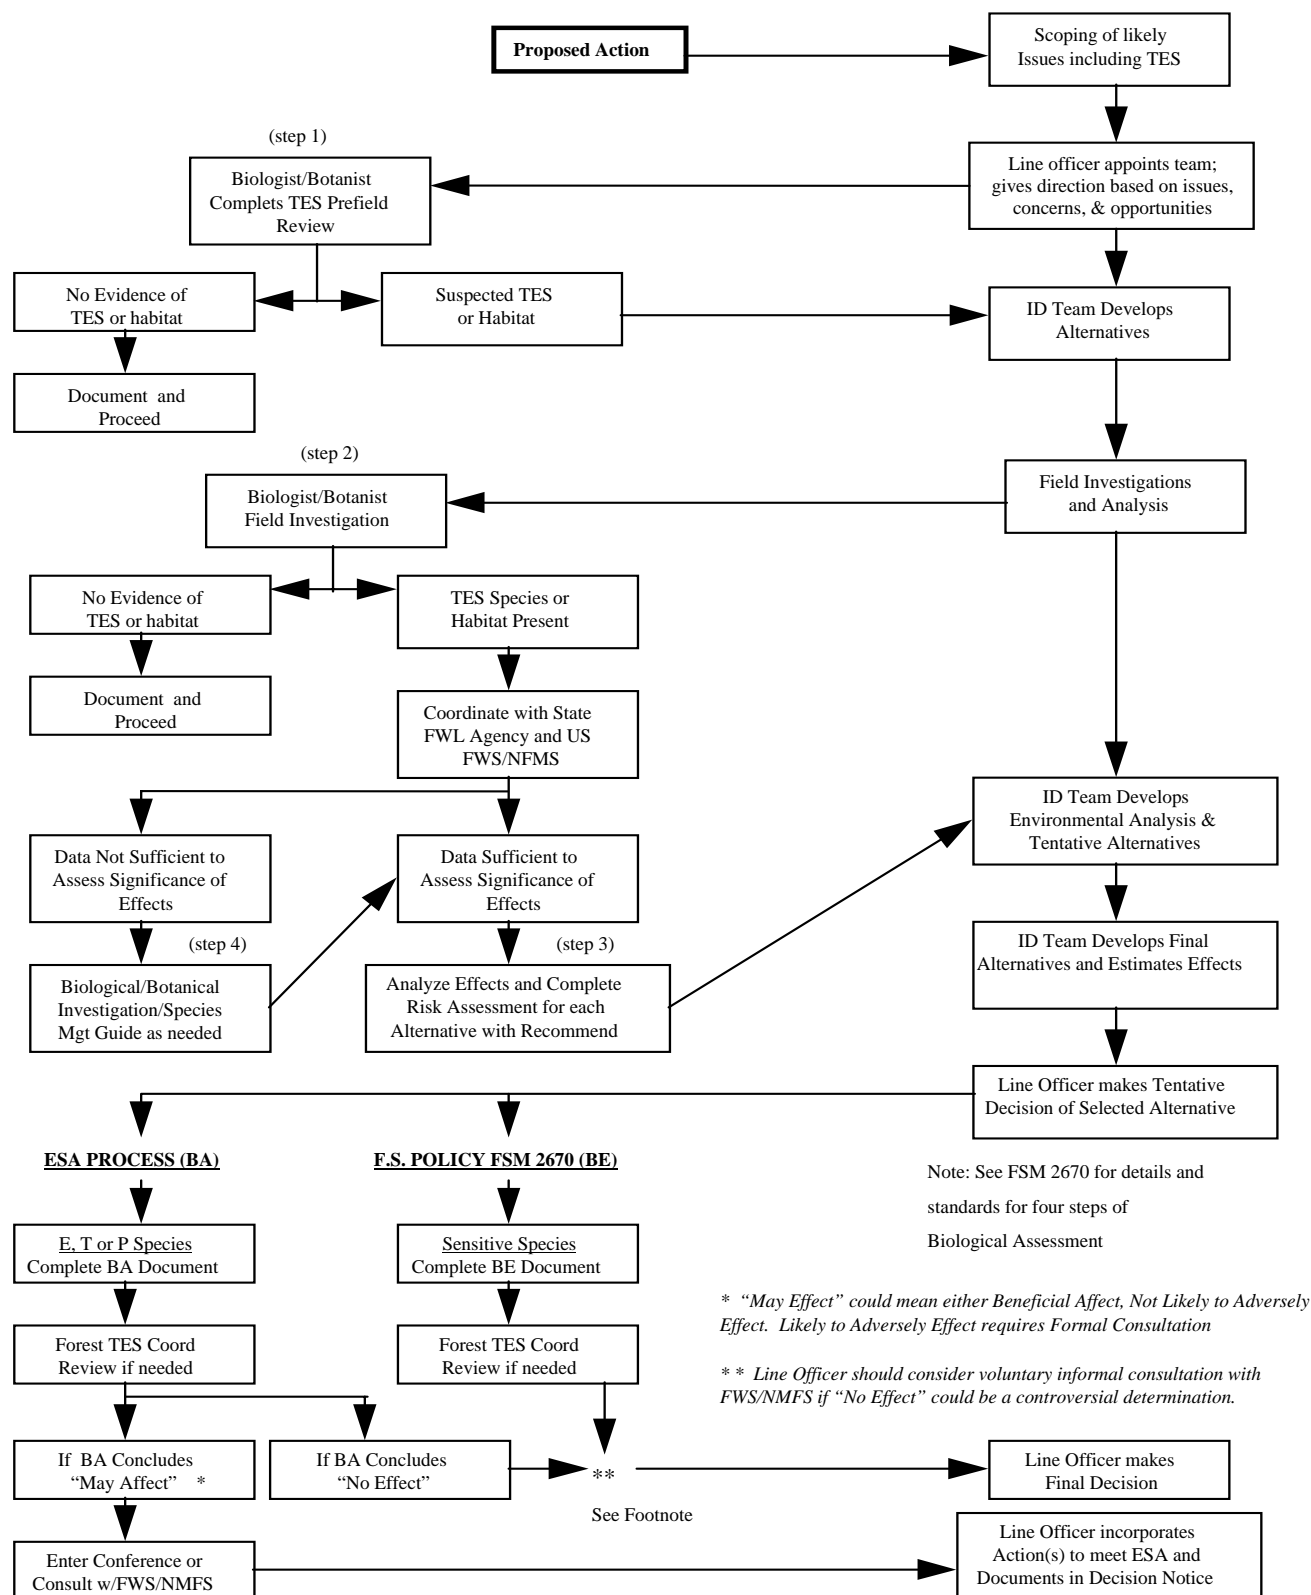 Proposed Action
Scoping of likely
Issues including TES
(step 1)
Biologist/Botanist
Complets TES Prefield
Review
Line officer appoints team;
gives direction based on issues,
concerns, & opportunities
No Evidence of
TES or habitat
Suspected TES
or Habitat
ID Team Develops
Alternatives
Document and
Proceed
(step 2)
Biologist/Botanist
Field Investigation
Field Investigations
and Analysis
No Evidence of
TES or habitat
TES Species or
Habitat Present
Document and
Proceed
Coordinate with State
FWL Agency and US
FWS/NFMS
ID Team Develops
Environmental Analysis &
Tentative Alternatives
Data Not Sufficient to
Assess Significance of
Effects
Data Sufficient to
Assess Significance of
Effects
(step 4)
(step 3)
ID Team Develops Final
Alternatives and Estimates Effects
Biological/Botanical
Investigation/Species
Mgt Guide as needed
Analyze Effects and Complete
Risk Assessment for each
Alternative with Recommend
Line Officer makes Tentative
Decision of Selected Alternative
ESA PROCESS (BA)
F.S. POLICY FSM 2670 (BE)
Note: See FSM 2670 for details and
standards for four steps of
Biological Assessment
E, T or P Species
Complete BA Document
Sensitive Species
Complete BE Document
* "May Effect" could mean either Beneficial Affect, Not Likely to Adversely
Effect. Likely to Adversely Effect requires Formal Consultation
Forest TES Coord
Review if needed
Forest TES Coord
Review if needed
* * Line Officer should consider voluntary informal consultation with
FWS/NMFS if "No Effect" could be a controversial determination.
If BA Concludes
"May Affect" *
If BA Concludes
"No Effect"
**
See Footnote
Line Officer makes
Final Decision
Enter Conference or
Consult w/FWS/NMFS
Line Officer incorporates
Action(s) to meet ESA and
Documents in Decision Notice